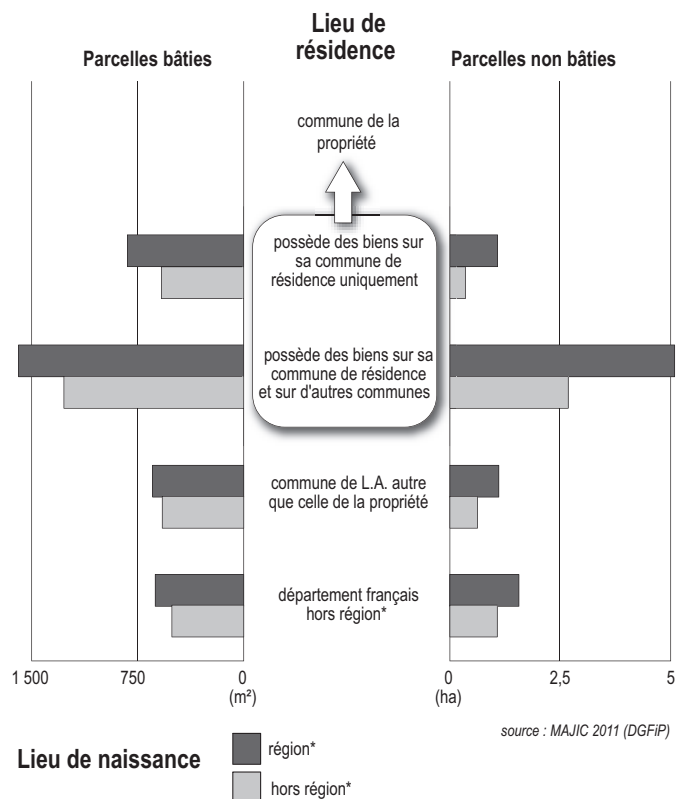 Lieu de
résidence
Parcelles bâties
Parcelles non bâties
commune de la
propriété
possède des biens sur
sa commune de
résidence uniquement
possède des biens sur sa
commune de résidence
et sur d'autres communes
commune de L.A. autre
que celle de la propriété
département français
hors région*
1 500 750 0
(m²)
0 2,5 5
(ha)
source : MAJIC 2011 (DGFiP)
Lieu de naissance
région*
hors région*